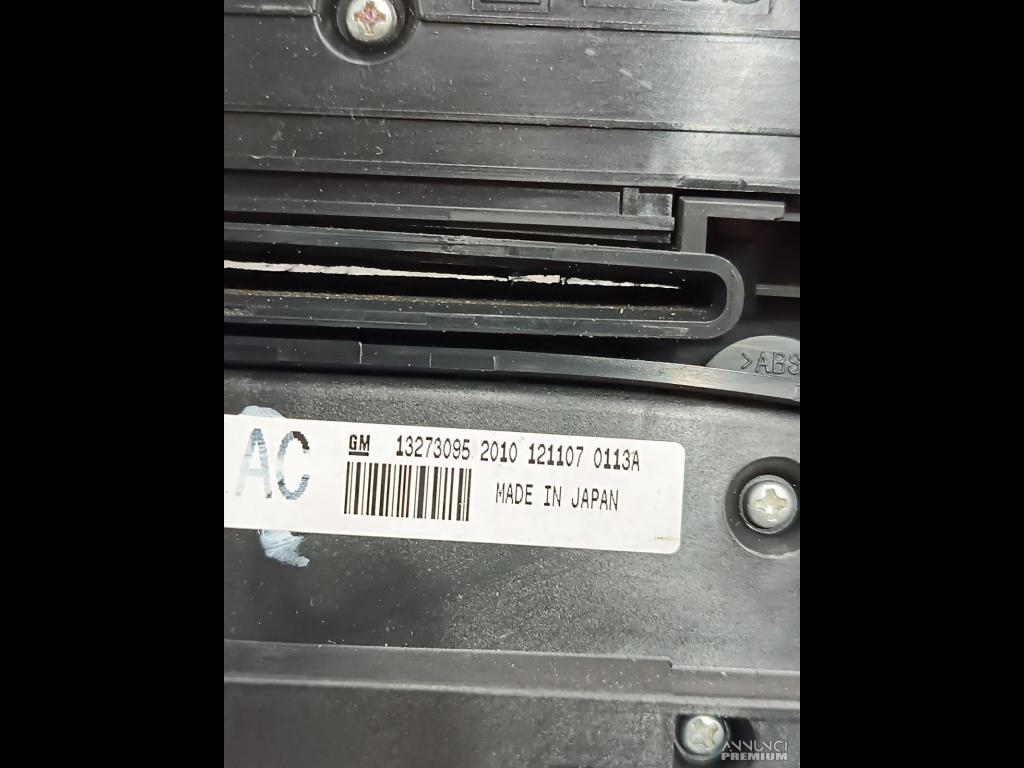 >ABS
AC GM 13273095 2010 121107 0113A
MADE IN JAPAN
ANNUNCI
PREMIUM